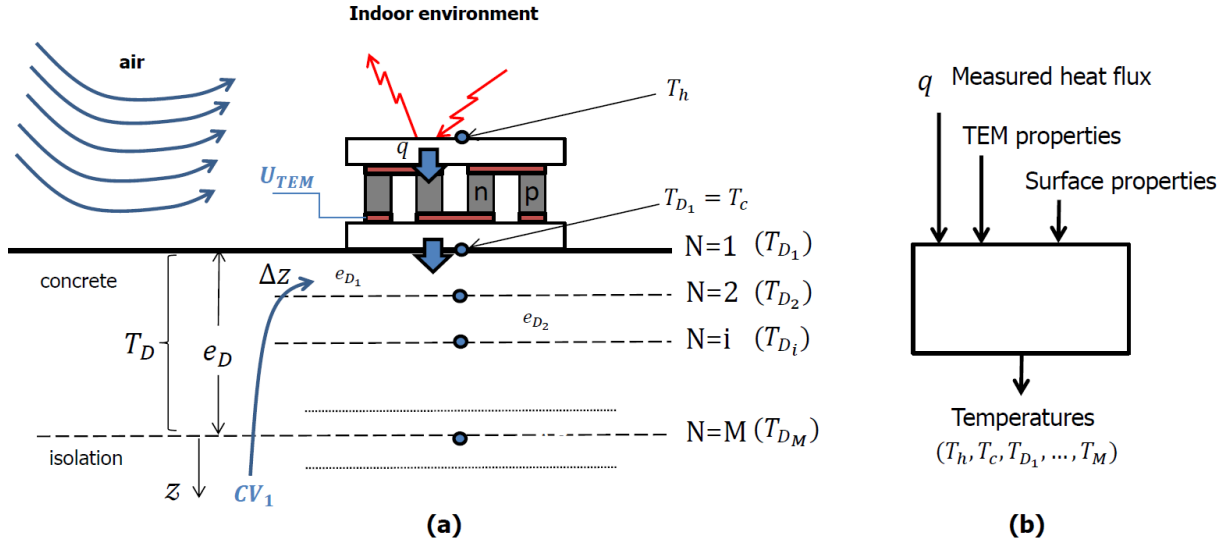 Indoor environment
air
T_h
q
U_TEM
n
p
T_{D_1} = T_c
N=1 (T_{D_1})
concrete
Δz
e_{D_1}
N=2 (T_{D_2})
e_{D_2}
T_D
e_D
N=i (T_{D_i})
N=M (T_{D_M})
isolation
z
CV_1
(a)
q Measured heat flux
TEM properties
Surface properties
Temperatures
(T_h, T_c, T_{D_1}, ..., T_M)
(b)